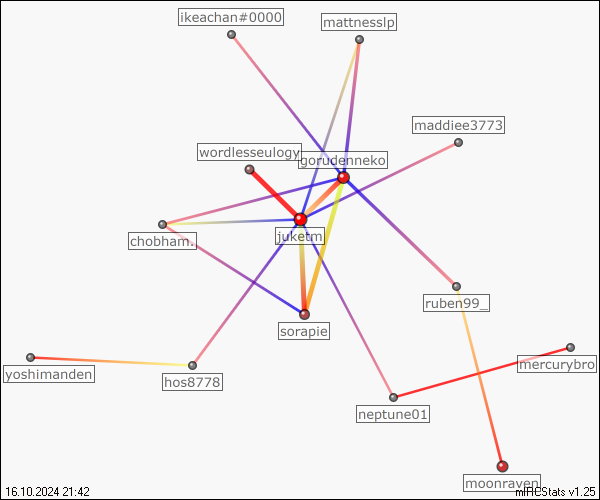 ikeachan#0000
mattnesslp
maddiee3773
wordlesseulogy
gorudenneko
chobham.
juketm
ruben99_
sorapie
mercurybro
yoshimanden
hos8778
neptune01
moonraven
16.10.2024 21:42
mIRCStats v1.25